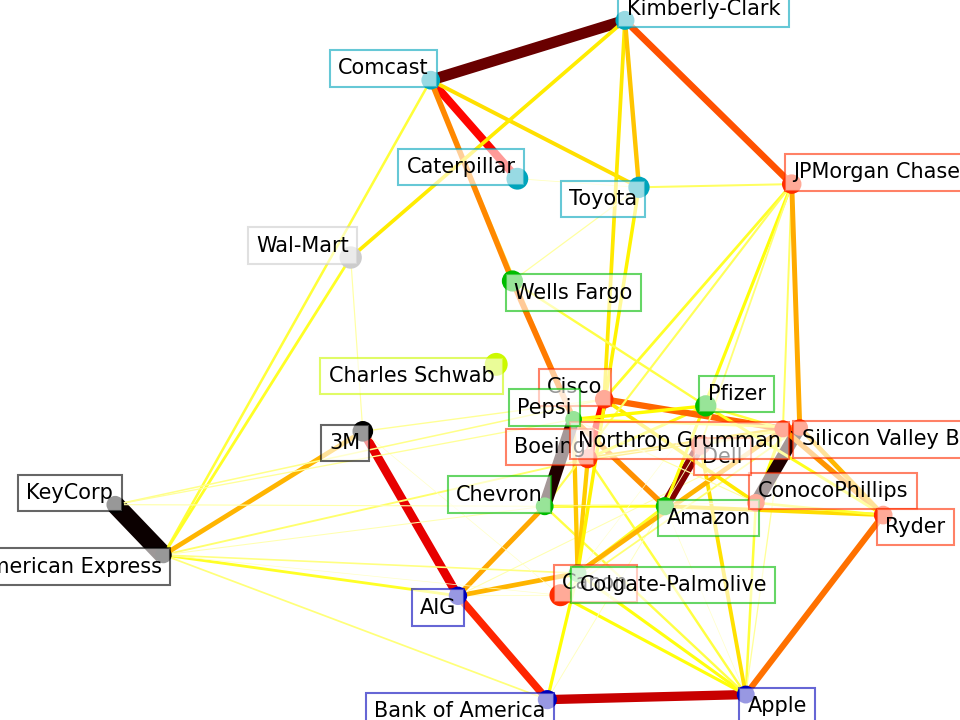 Kimberly-Clark
Comcast
Caterpillar
JPMorgan Chase
Toyota
Wal-Mart
Wells Fargo
Charles Schwab
Cisco
Pfizer
Pepsi
3M
Boeing
Northrop Grumman
Silicon Valley B
Dell
KeyCorp
Chevron
ConocoPhillips
Amazon
Ryder
merican Express
Canon
Colgate-Palmolive
AIG
Bank of America
Apple